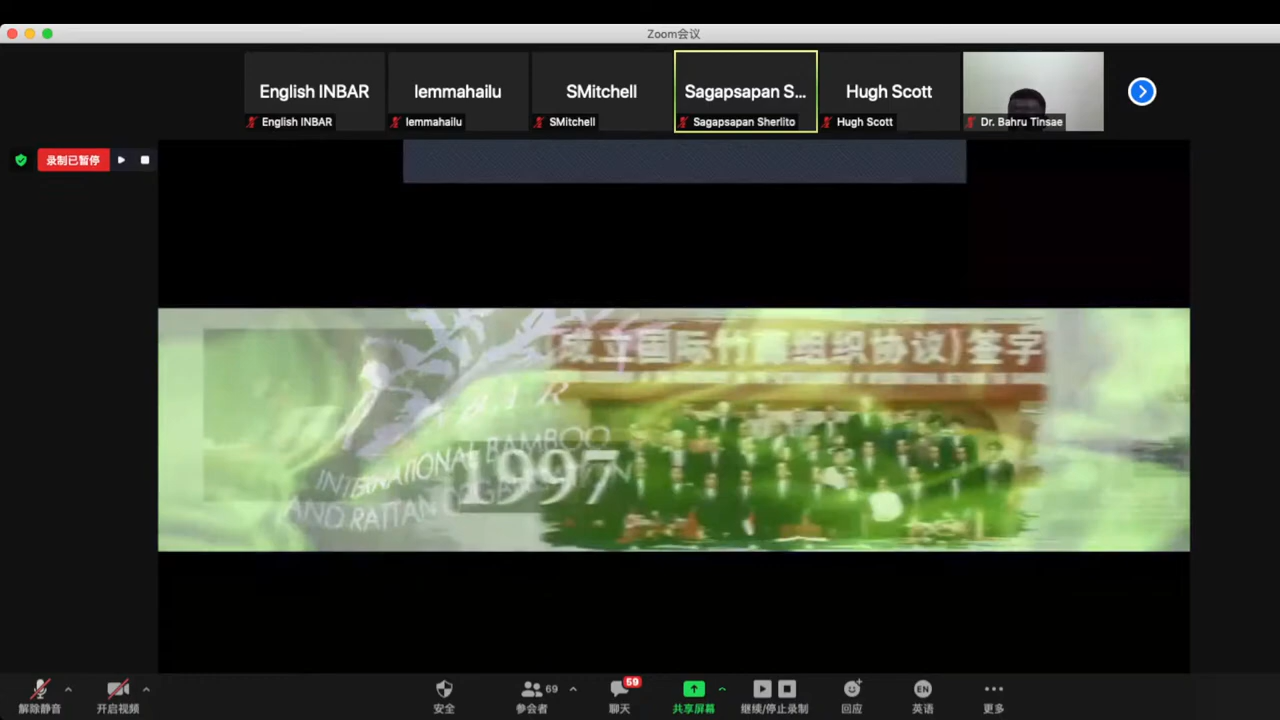 Zoom会议
English INBAR
lemmahailu
SMitchell
Sagapsapan S...
Hugh Scott
English INBAR
lemmahailu
SMitchell
Sagapsapan Sherlito
Hugh Scott
Dr. Bahru Tinsae
录制已暂停
《成立国际竹藤组织协议》签字
I N B A R
INTERNATIONAL BAMBOO
AND RATTAN ORGANISATION
1997
69
59
EN
解除静音
开启视频
安全
参会者
聊天
共享屏幕
继续/停止录制
回应
英语
更多